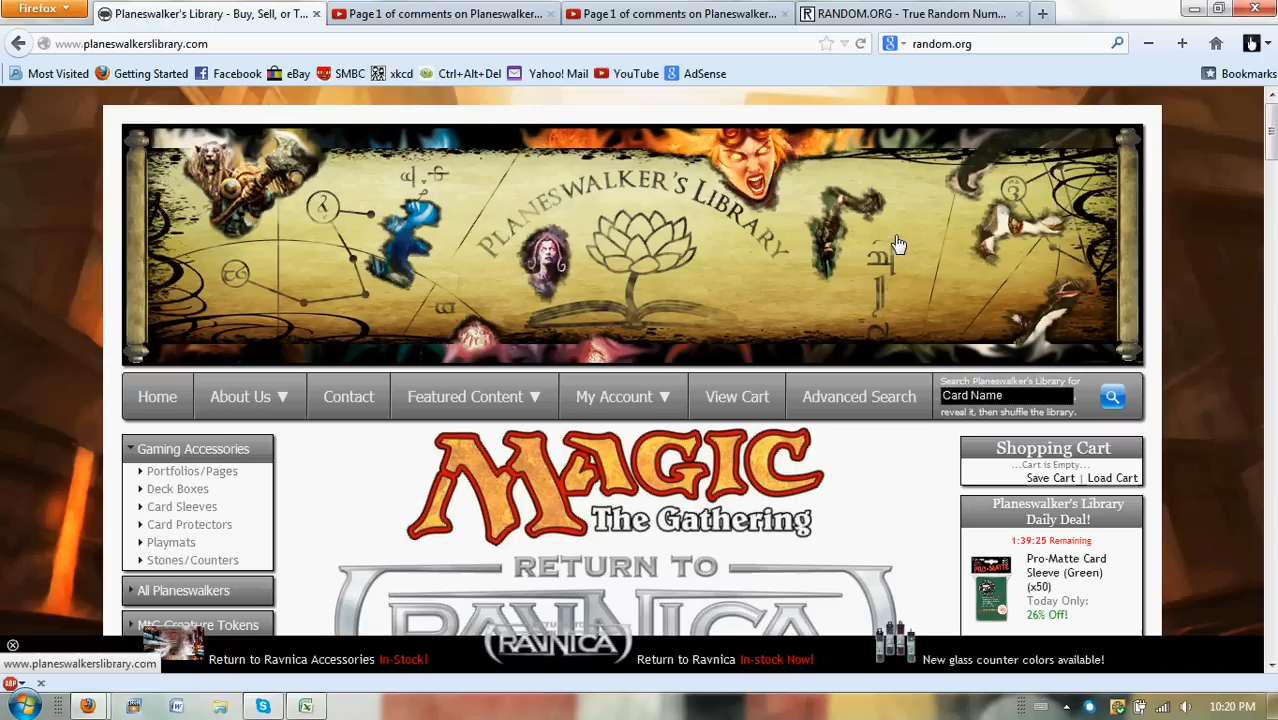 Firefox
Planeswalker's Library - Buy, Sell, or T...
Page 1 of comments on Planeswalker...
Page 1 of comments on Planeswalker...
RANDOM.ORG - True Random Num...
www.planeswalkerslibrary.com
random.org
Most Visited
Getting Started
Facebook
eBay
SMBC
xkcd
Ctrl+Alt+Del
Yahoo! Mail
YouTube
AdSense
Bookmarks
PLANESWALKER'S LIBRARY
Home
About Us ▼
Contact
Featured Content ▼
My Account ▼
View Cart
Advanced Search
Search Planeswalker's Library for
Card Name
,
reveal it, then shuffle the library.
Gaming Accessories
Portfolios/Pages
Deck Boxes
Card Sleeves
Card Protectors
Playmats
Stones/Counters
All Planeswalkers
MtG Creature Tokens
MAGIC
The Gathering
RETURN TO
RAVNICA
Shopping Cart
...Cart is Empty...
Save Cart | Load Cart
Planeswalker's Library
Daily Deal!
1:39:25 Remaining
Pro-Matte Card
Sleeve (Green)
(x50)
Today Only:
26% Off!
PRO-MATTE
www.planeswalkerslibrary.com
Return to Ravnica Accessories In-Stock!
RAVNICA
Return to Ravnica In-stock Now!
New glass counter colors available!
ABP
10:20 PM